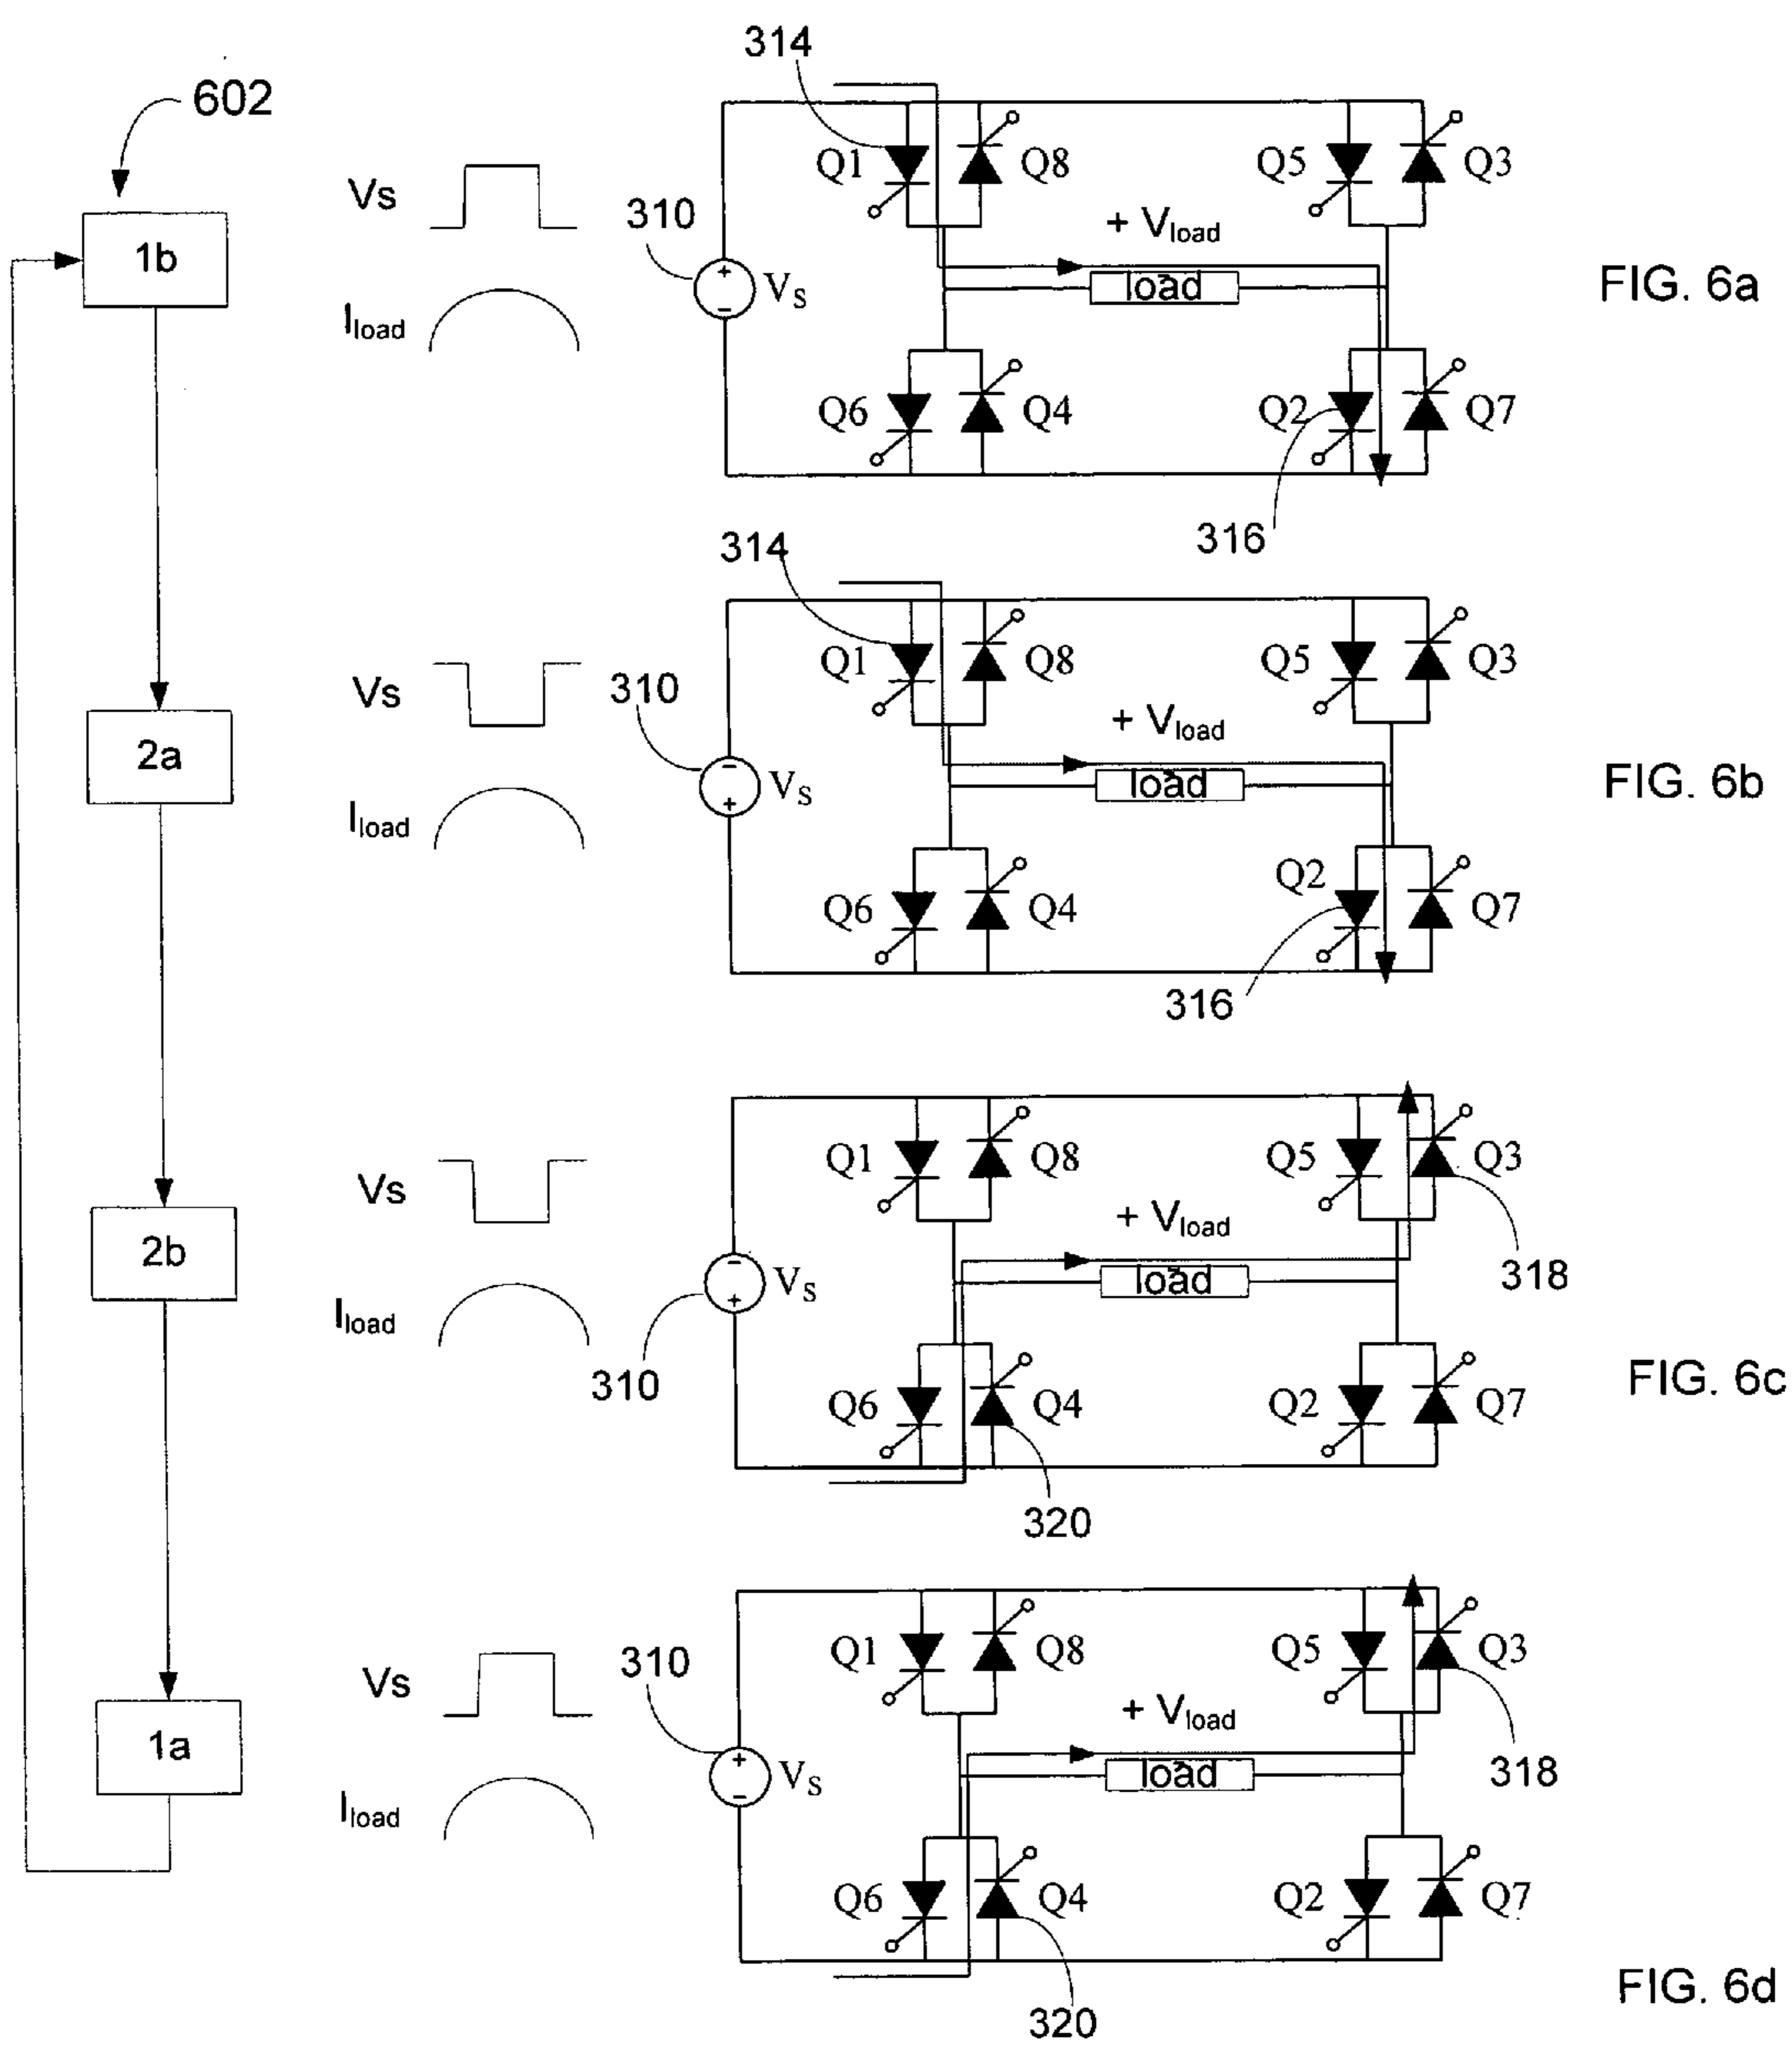 602
1b
2a
2b
1a
Vs
Iload
314
310
Vs
Q1
Q8
Q5
Q3
+ Vload
load
Q6
Q4
Q2
Q7
316
FIG. 6a
Vs
Iload
314
310
Vs
Q1
Q8
Q5
Q3
+ Vload
load
Q6
Q4
Q2
Q7
316
FIG. 6b
Vs
Iload
310
Vs
Q1
Q8
Q5
Q3
318
+ Vload
load
Q6
Q4
Q2
Q7
320
FIG. 6c
Vs
Iload
310
Vs
Q1
Q8
Q5
Q3
318
+ Vload
load
Q6
Q4
Q2
Q7
320
FIG. 6d